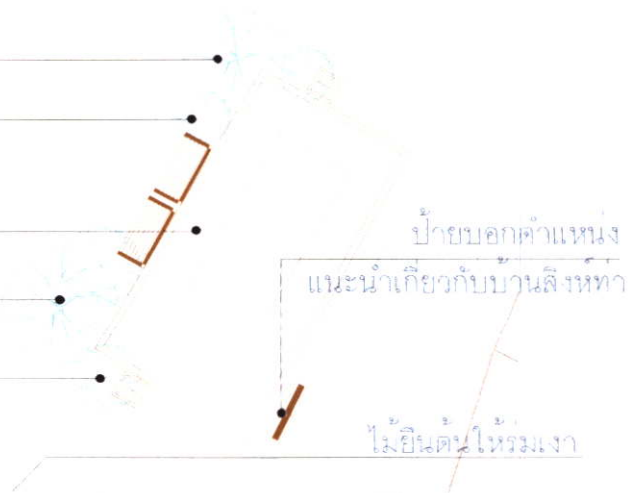 ป้ายบอกตำแหน่ง
แนะนำเกี่ยวกับบ้านสิงห์ท่า
ไม้ยืนต้นให้ร่มเงา